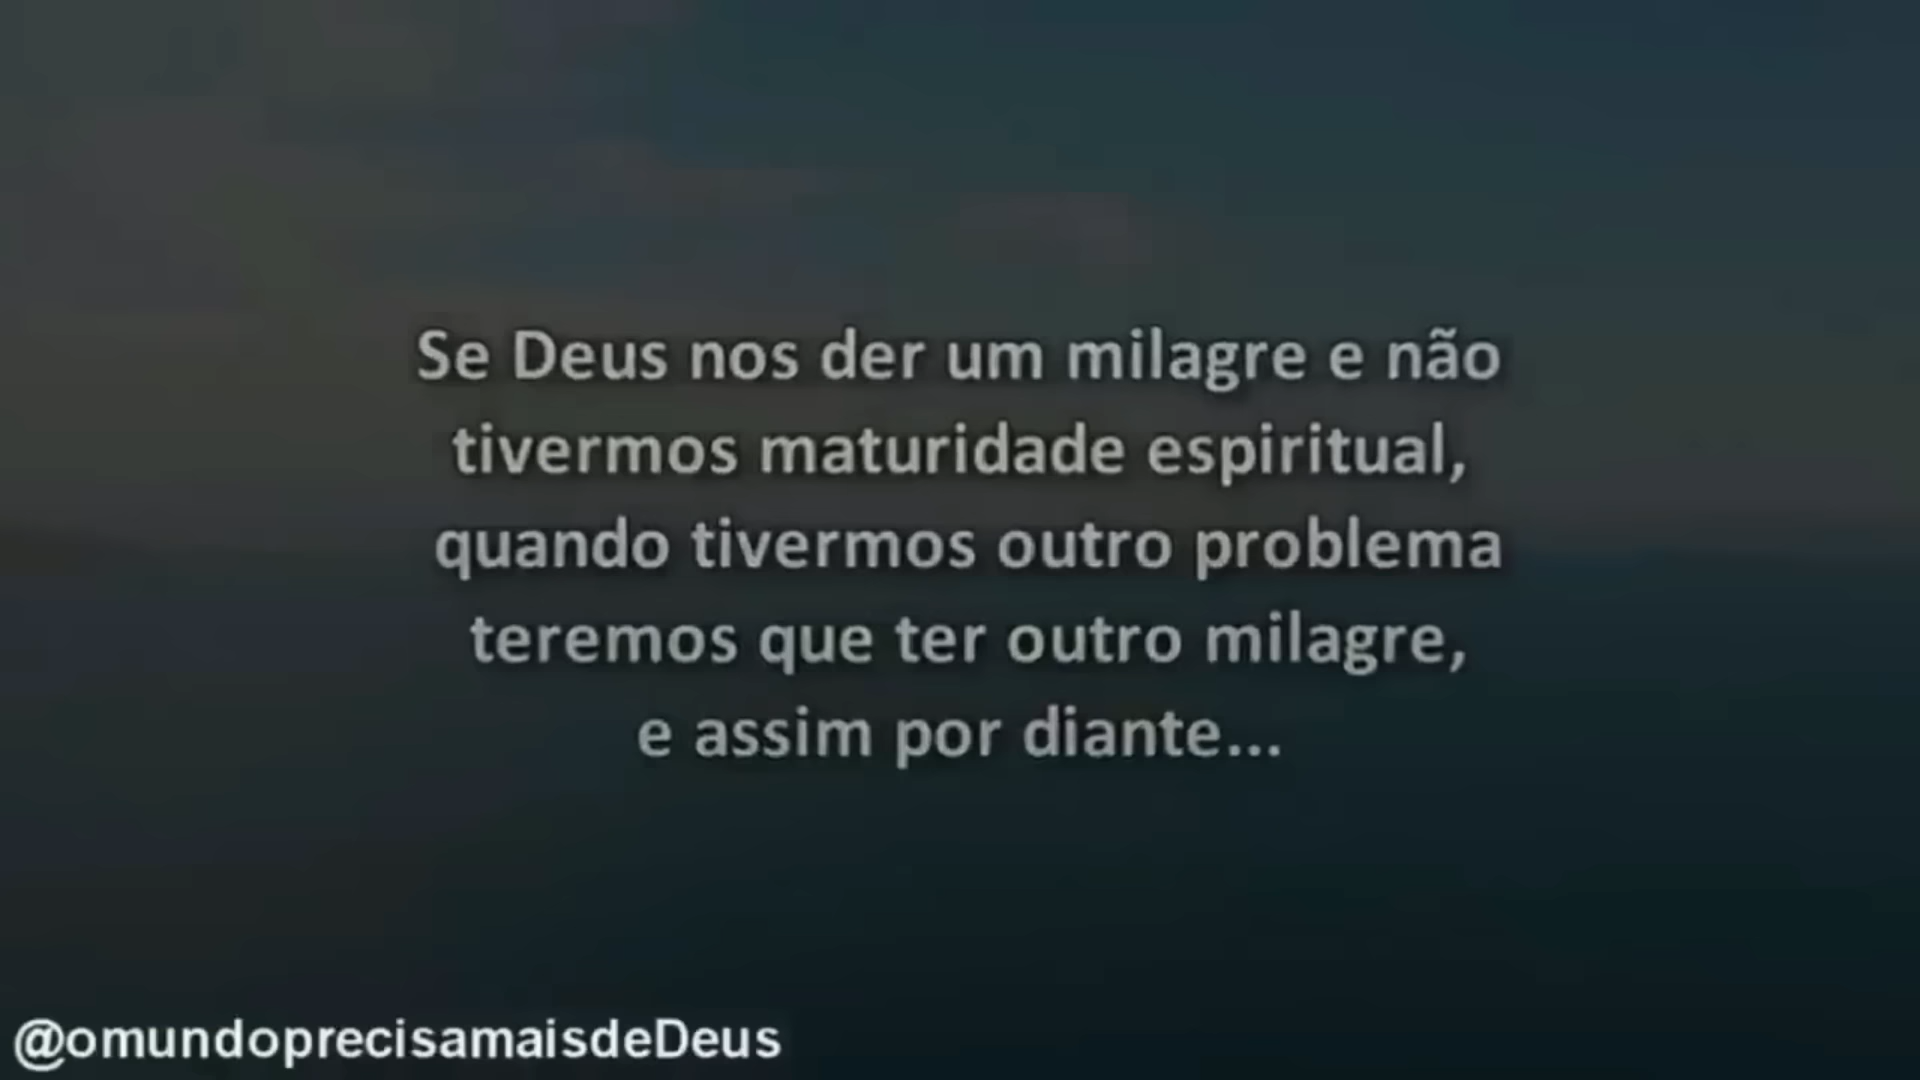 Se Deus nos der um milagre e não
tivermos maturidade espiritual,
quando tivermos outro problema
teremos que ter outro milagre,
e assim por diante...
@omundoprecisamaisdeDeus